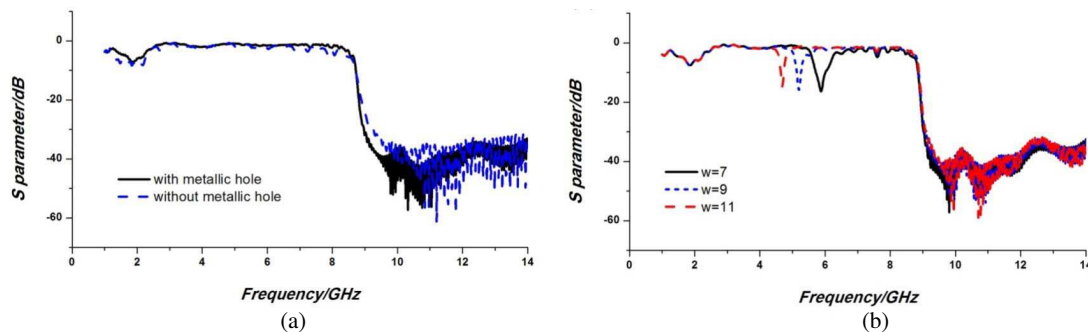 0
-20
-40
-60
S parameter/dB
with metallic hole
without metallic hole
0 2 4 6 8 10 12 14
Frequency/GHz
(a)
0
-20
-40
-60
S parameter/dB
w=7
w=9
w=11
0 2 4 6 8 10 12 14
Frequency/GHz
(b)